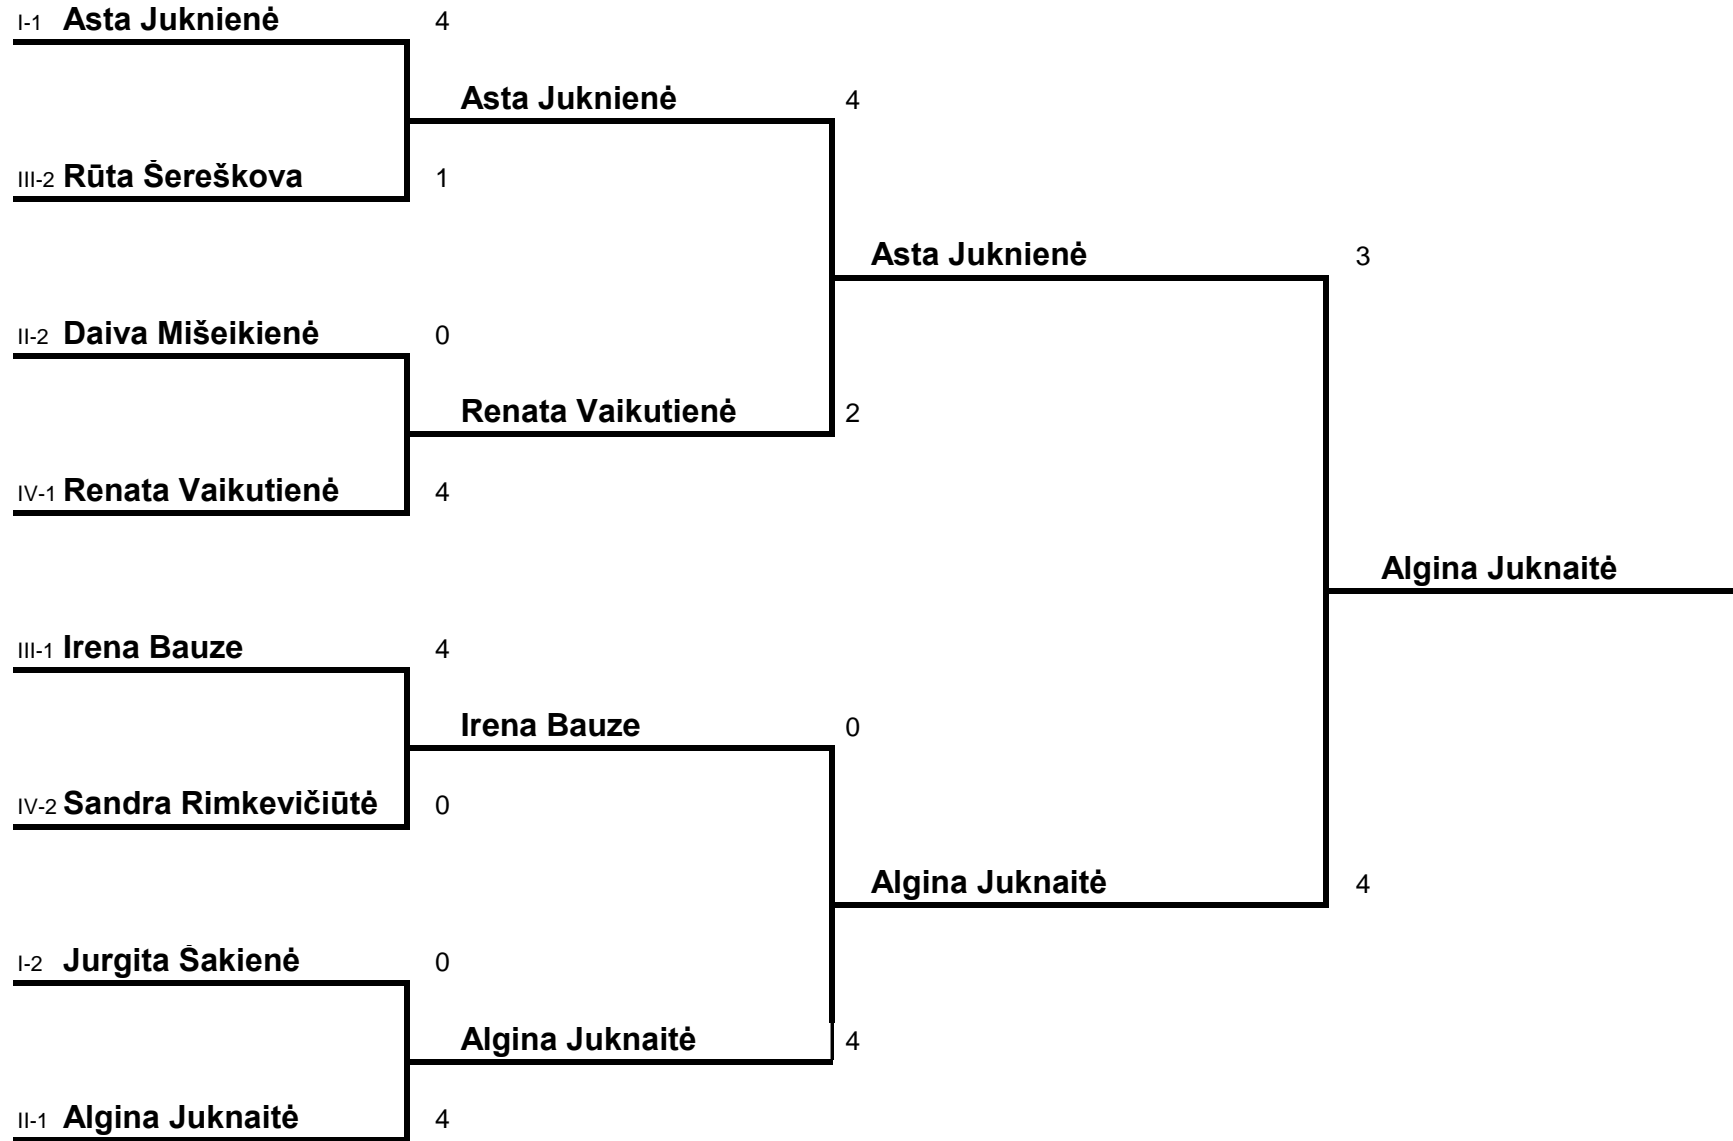 I-1 Asta Juknienė 4
Asta Juknienė 4
III-2 Rūta Šereškova 1
Asta Juknienė 3
II-2 Daiva Mišeikienė 0
Renata Vaikutienė 2
IV-1 Renata Vaikutienė 4
Algina Juknaitė
III-1 Irena Bauze 4
Irena Bauze 0
IV-2 Sandra Rimkevičiūtė 0
Algina Juknaitė 4
I-2 Jurgita Šakienė 0
Algina Juknaitė 4
II-1 Algina Juknaitė 4